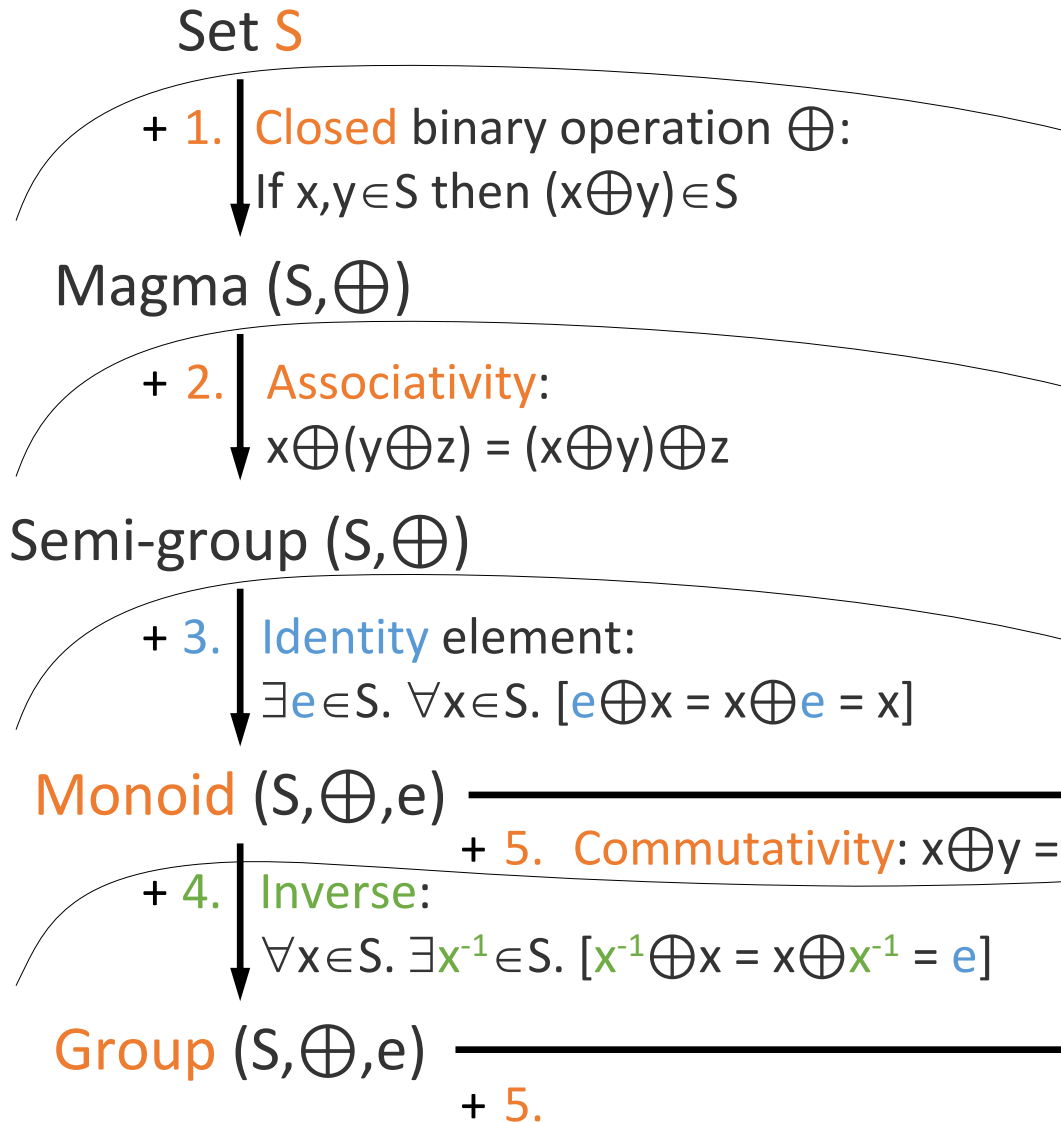 Set S
+ 1. Closed binary operation ⊕:
If x,y∈S then (x⊕y)∈S
Magma (S,⊕)
+ 2. Associativity:
x⊕(y⊕z) = (x⊕y)⊕z
Semi-group (S,⊕)
+ 3. Identity element:
∃e∈S. ∀x∈S. [e⊕x = x⊕e = x]
Monoid (S,⊕,e)
+ 5. Commutativity: x⊕y =
+ 4. Inverse:
∀x∈S. ∃x⁻¹∈S. [x⁻¹⊕x = x⊕x⁻¹ = e]
Group (S,⊕,e)
+ 5.